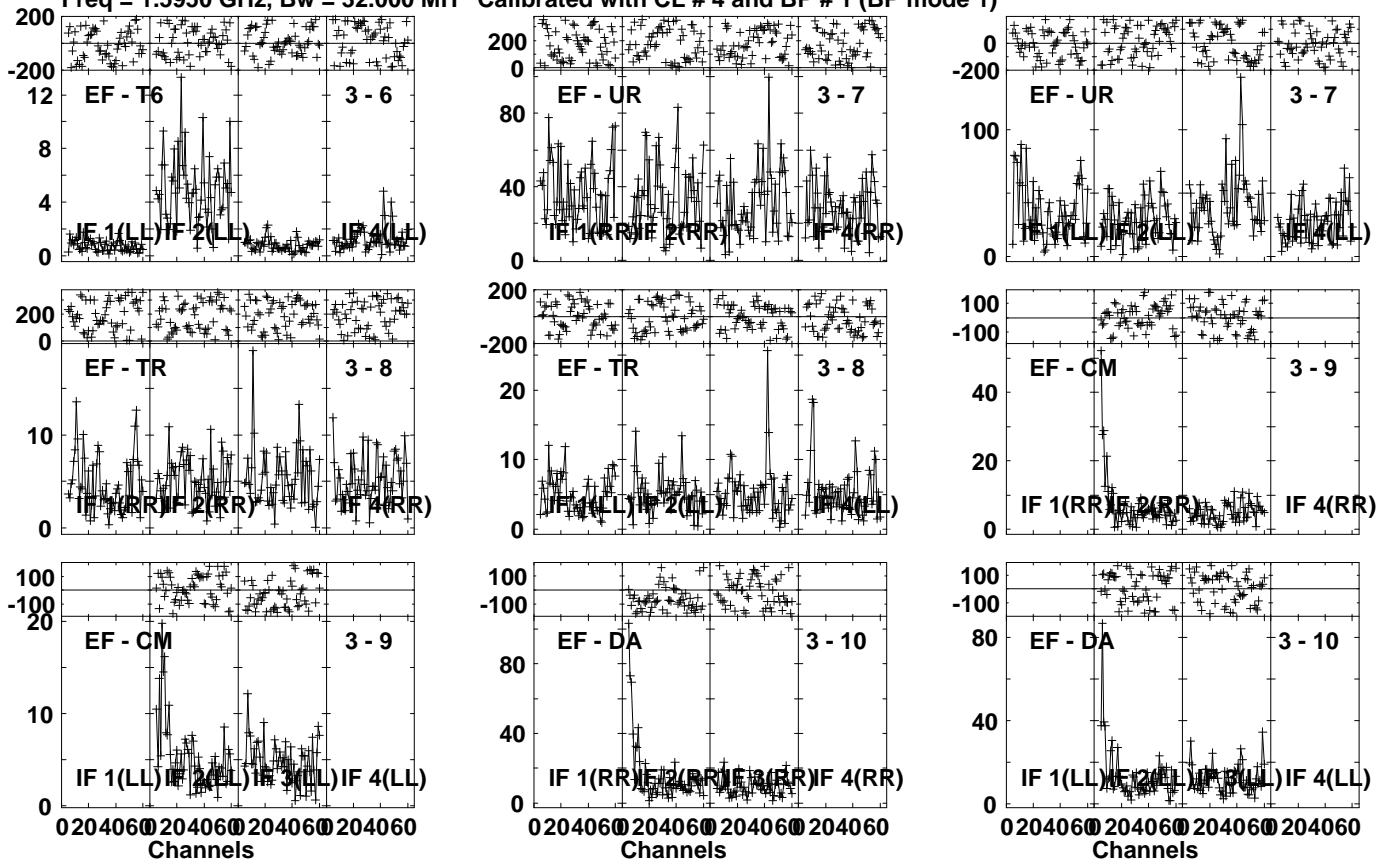 Freq = 1.5950 GHz, Bw = 32.000 MH Calibrated with CL # 4 and BP # 1 (BP mode 1)
200
0
-200
12
8
4
0
EF - T6 3 - 6
IF 1(LL) IF 2(LL) IF 4(LL)
200
0
80
40
0
EF - UR 3 - 7
IF 1(RR) IF 2(RR) IF 4(RR)
0
-200
100
0
EF - UR 3 - 7
IF 1(LL) IF 2(LL) IF 4(LL)
200
0
10
0
EF - TR 3 - 8
IF 1(RR) IF 2(RR) IF 4(RR)
200
0
-200
20
10
0
EF - TR 3 - 8
IF 1(LL) IF 2(LL) IF 4(LL)
100
-100
40
20
0
EF - CM 3 - 9
IF 1(RR) IF 2(RR) IF 4(RR)
100
-100
20
10
0
EF - CM 3 - 9
IF 1(LL) IF 2(LL) IF 3(LL) IF 4(LL)
0 20 40 60 0 20 40 60 0 20 40 60 0 20 40 60
Channels
100
-100
80
40
0
EF - DA 3 - 10
IF 1(RR) IF 2(RR) IF 3(RR) IF 4(RR)
0 20 40 60 0 20 40 60 0 20 40 60 0 20 40 60
Channels
100
-100
80
40
0
EF - DA 3 - 10
IF 1(LL) IF 2(LL) IF 3(LL) IF 4(LL)
0 20 40 60 0 20 40 60 0 20 40 60 0 20 40 60
Channels